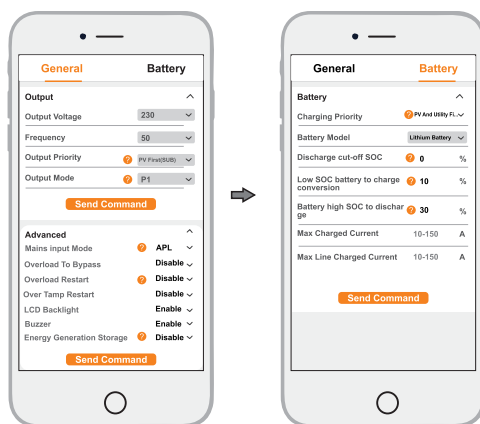 General Battery
Output
Output Voltage 230
Frequency 50
Output Priority ? PV First(SUB)
Output Mode ? P1
Send Command
Advanced
Mains input Mode ? APL
Overload To Bypass Disable
Overload Restart ? Disable
Over Tamp Restart Disable
LCD Backlight Enable
Buzzer Enable
Energy Generation Storage ? Disable
Send Command
General Battery
Battery
Charging Priority ? PV And Utility Fi..
Battery Model Lithium Battery
Discharge cut-off SOC ? 0 %
Low SOC battery to charge
conversion ? 10 %
Battery high SOC to dischar
ge ? 30 %
Max Charged Current 10-150 A
Max Line Charged Current 10-150 A
Send Command